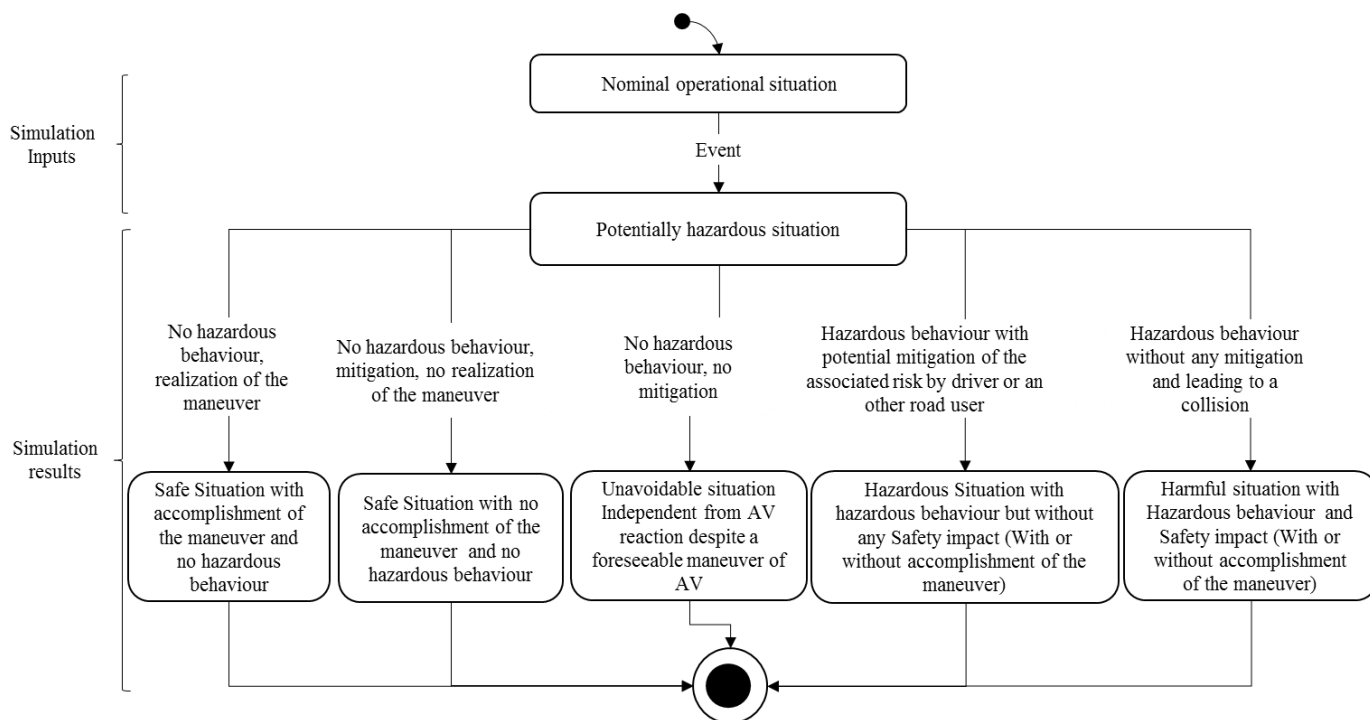 Nominal operational situation
Simulation
Inputs
Event
Potentially hazardous situation
No hazardous
behaviour,
realization of the
maneuver
No hazardous behaviour,
mitigation, no realization
of the maneuver
No hazardous
behaviour, no
mitigation
Hazardous behaviour with
potential mitigation of the
associated risk by driver or an
other road user
Hazardous behaviour
without any mitigation
and leading to a
collision
Simulation
results
Safe Situation with
accomplishment of
the maneuver and
no hazardous
behaviour
Safe Situation with no
accomplishment of the
maneuver and no
hazardous behaviour
Unavoidable situation
Independent from AV
reaction despite a
foreseeable maneuver of
AV
Hazardous Situation with
hazardous behaviour but without
any Safety impact (With or
without accomplishment of the
maneuver)
Harmful situation with
Hazardous behaviour and
Safety impact (With or
without accomplishment
of the maneuver)